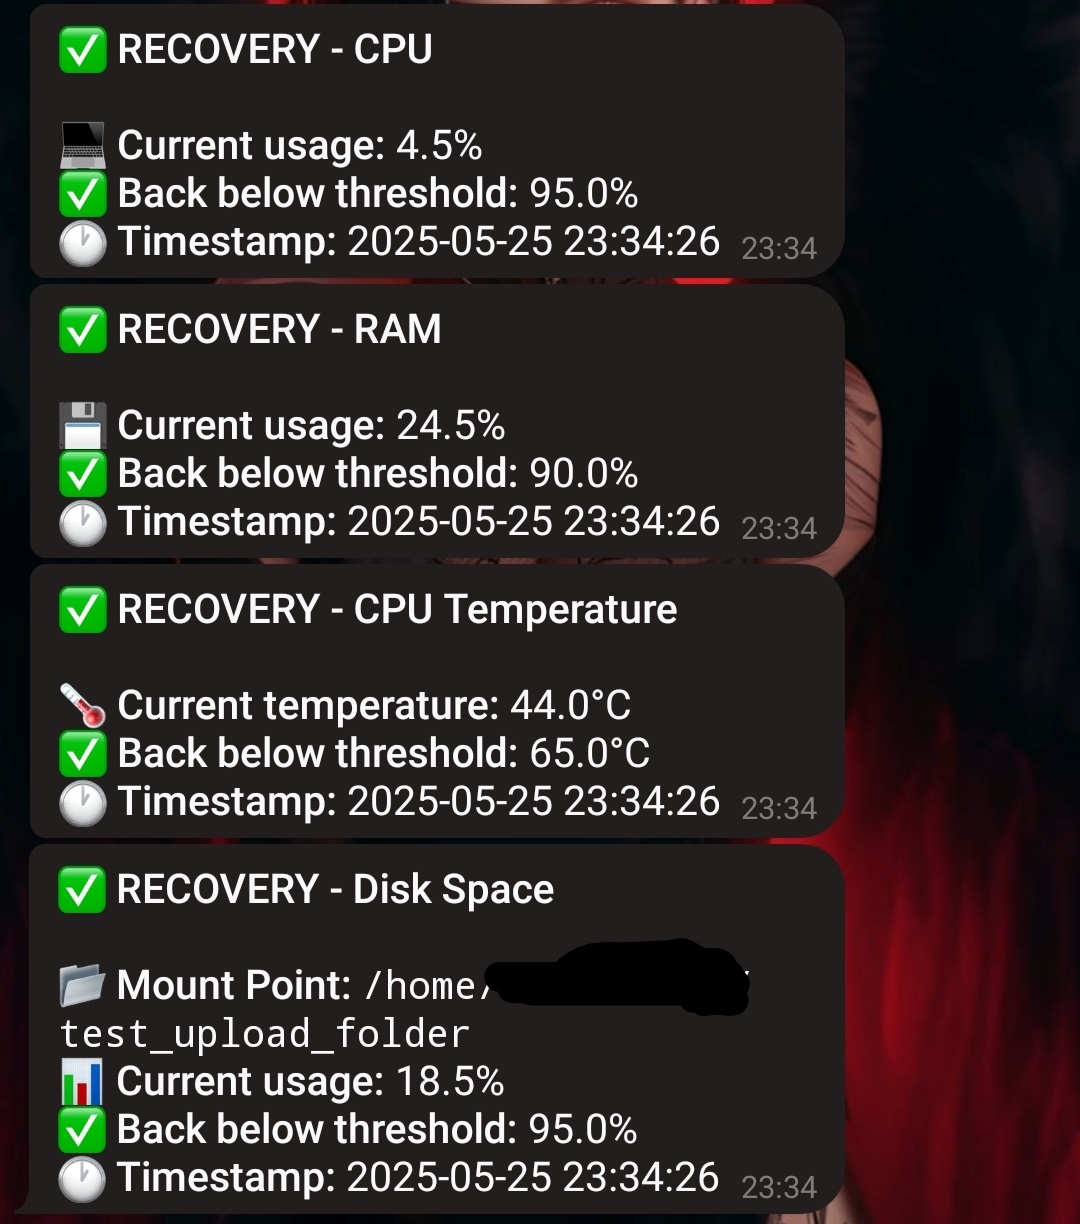 ✅ RECOVERY - CPU
💻 Current usage: 4.5%
✅ Back below threshold: 95.0%
🕐 Timestamp: 2025-05-25 23:34:26 23:34
✅ RECOVERY - RAM
💾 Current usage: 24.5%
✅ Back below threshold: 90.0%
🕐 Timestamp: 2025-05-25 23:34:26 23:34
✅ RECOVERY - CPU Temperature
🌡️ Current temperature: 44.0°C
✅ Back below threshold: 65.0°C
🕐 Timestamp: 2025-05-25 23:34:26 23:34
✅ RECOVERY - Disk Space
📁 Mount Point: /home/
test_upload_folder
📊 Current usage: 18.5%
✅ Back below threshold: 95.0%
🕐 Timestamp: 2025-05-25 23:34:26 23:34